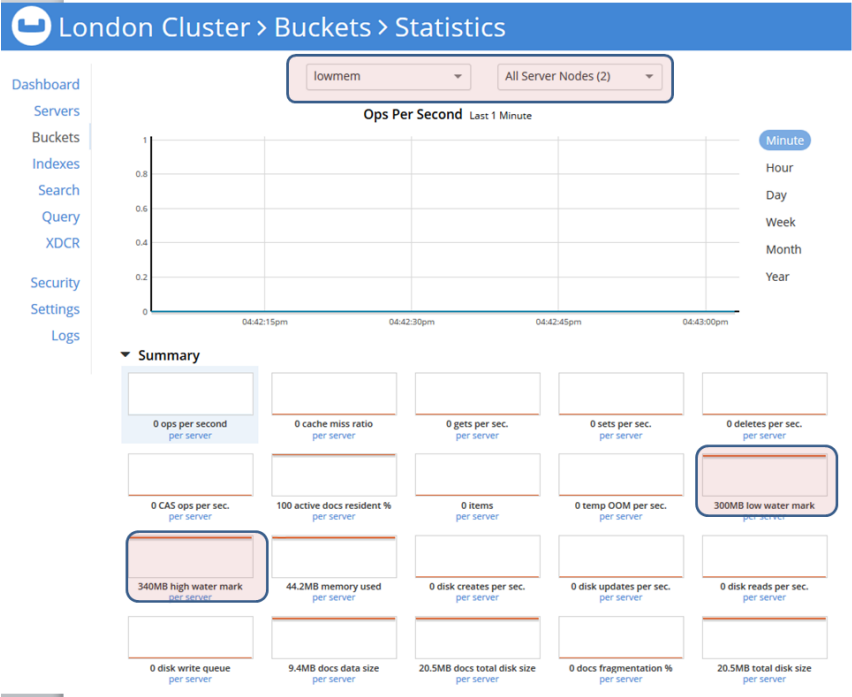 London Cluster > Buckets > Statistics
lowmem
All Server Nodes (2)
Dashboard
Servers
Buckets
Indexes
Search
Query
XDCR
Security
Settings
Logs
Ops Per Second Last 1 Minute
1
0.8
0.6
0.4
0.2
0
04:42:15pm 04:42:30pm 04:42:45pm 04:43:00pm
Minute
Hour
Day
Week
Month
Year
Summary
0 ops per second 0 cache miss ratio 0 gets per sec. 0 sets per sec. 0 deletes per sec.
per server per server per server per server per server
0 CAS ops per sec. 100 active docs resident % 0 items 0 temp OOM per sec. 300MB low water mark
per server per server per server per server per server
340MB high water mark 44.2MB memory used 0 disk creates per sec. 0 disk updates per sec. 0 disk reads per sec.
per server per server per server per server per server
0 disk write queue 9.4MB docs data size 20.5MB docs total disk size 0 docs fragmentation % 20.5MB total disk size
per server per server per server per server per server